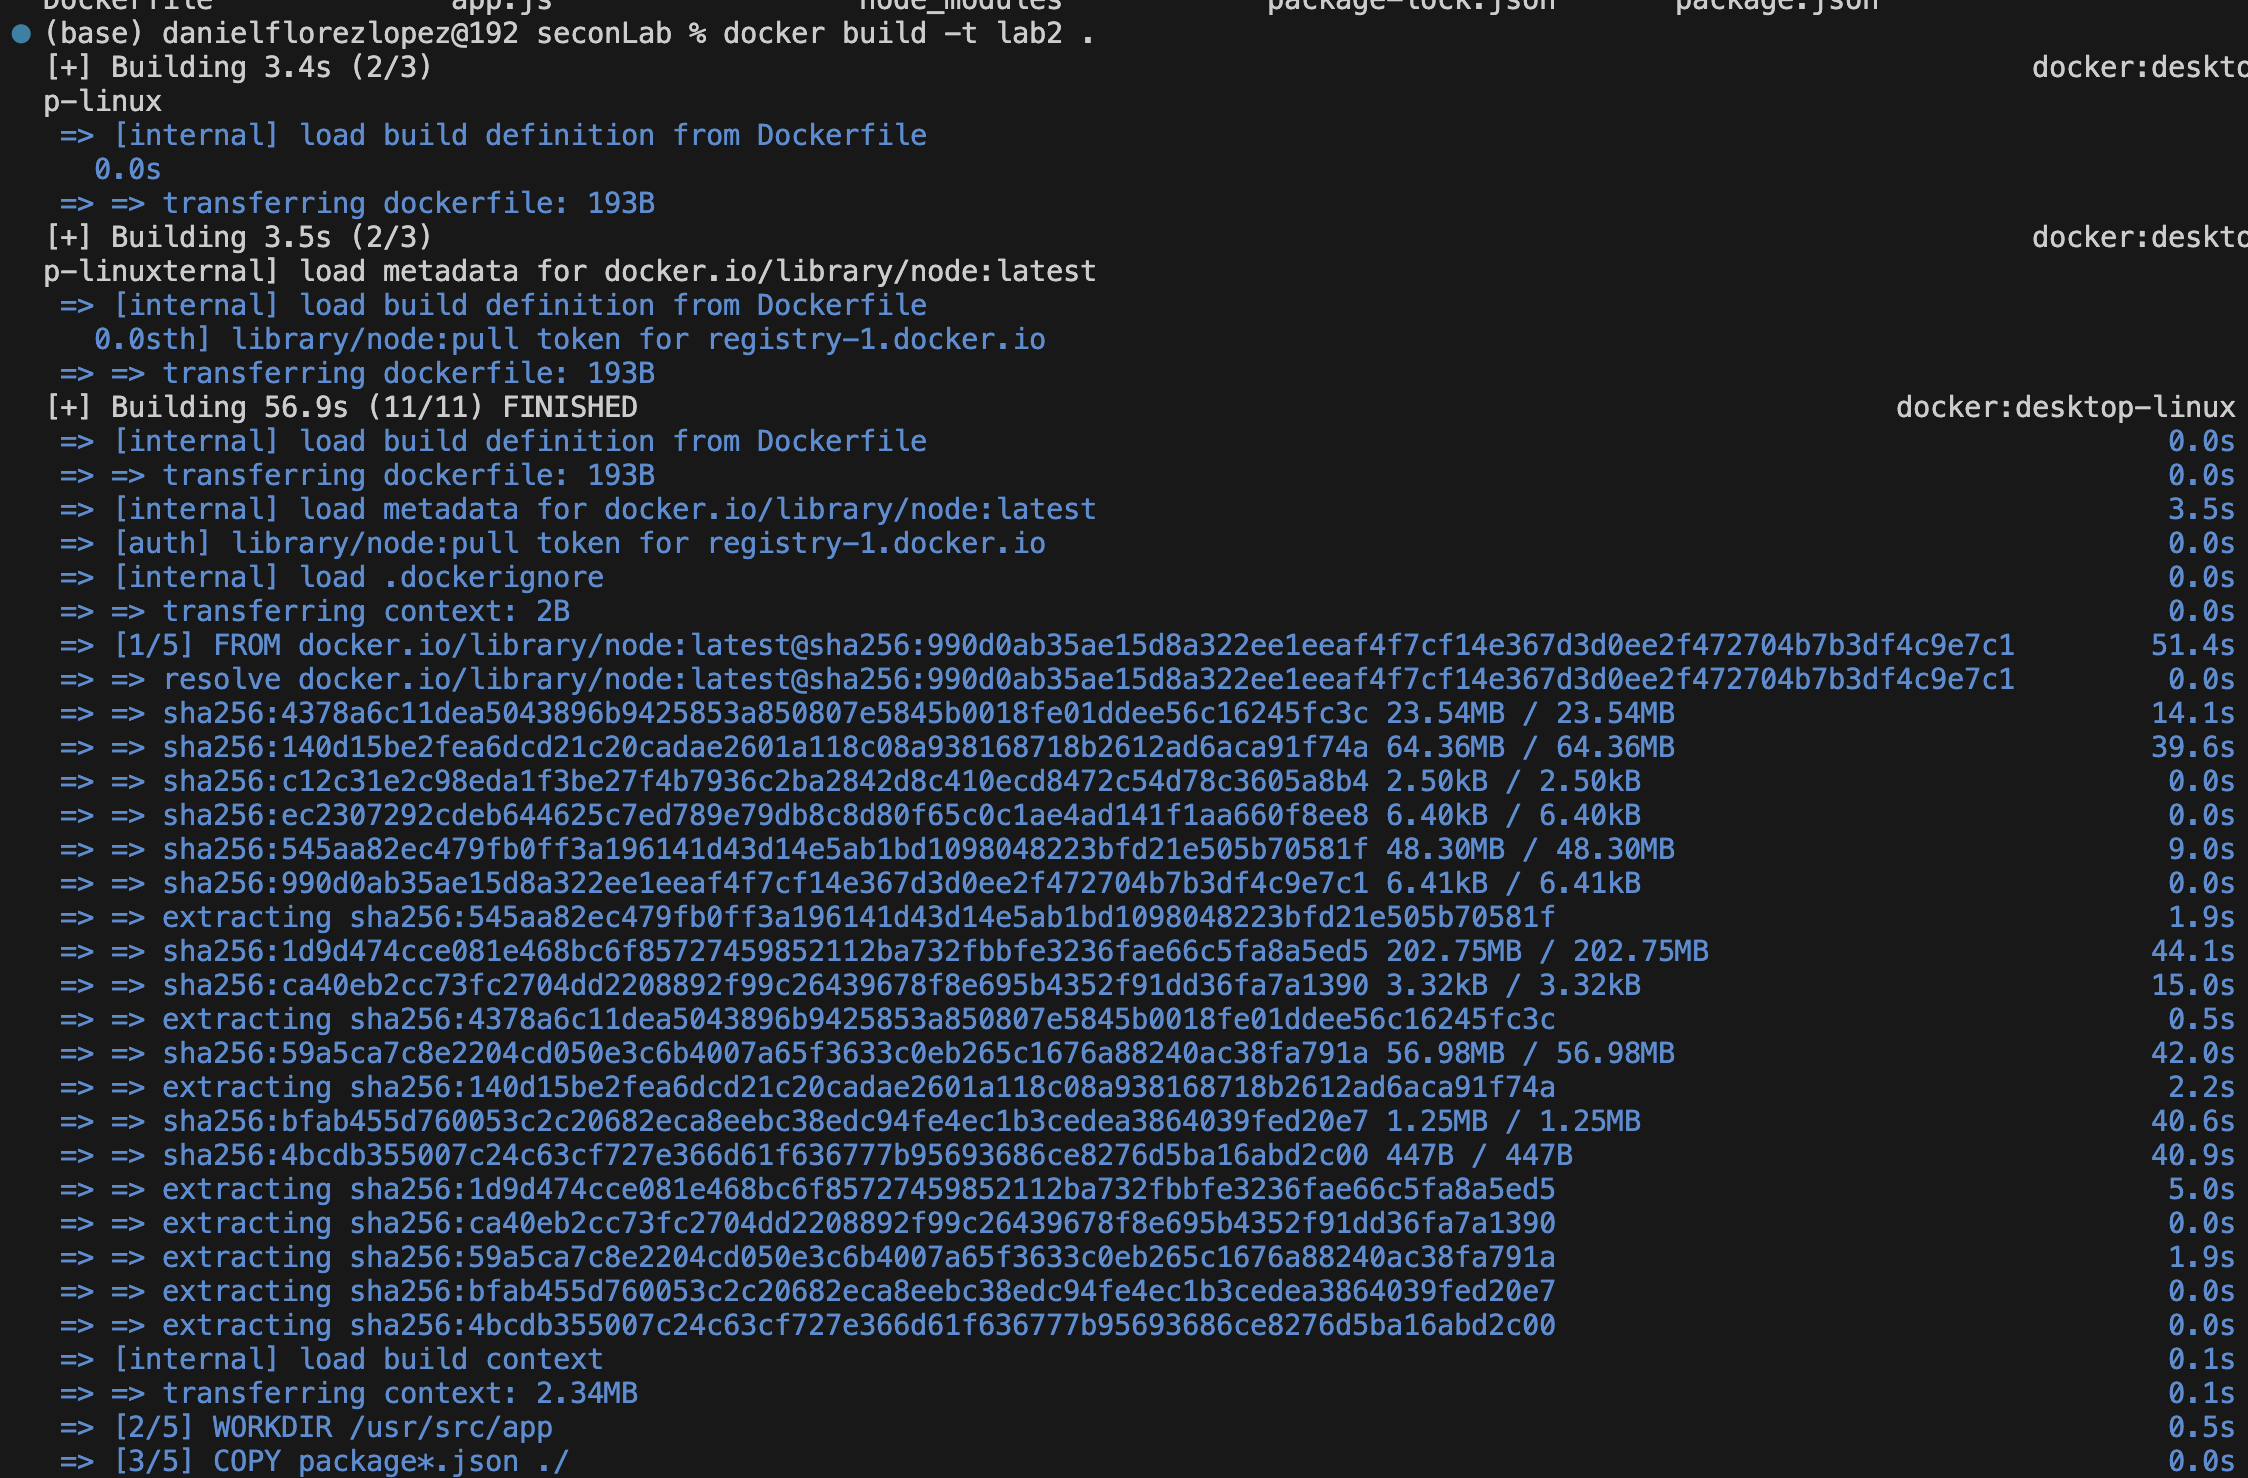 Dockerfile app.js node_modules package-lock.json package.json
(base) danielflorezlopez@192 seconLab % docker build -t lab2 .
[+] Building 3.4s (2/3) docker:deskto
p-linux
=> [internal] load build definition from Dockerfile
0.0s
=> => transferring dockerfile: 193B
[+] Building 3.5s (2/3) docker:deskto
p-linuxternal] load metadata for docker.io/library/node:latest
=> [internal] load build definition from Dockerfile
0.0sth] library/node:pull token for registry-1.docker.io
=> => transferring dockerfile: 193B
[+] Building 56.9s (11/11) FINISHED docker:desktop-linux
=> [internal] load build definition from Dockerfile 0.0s
=> => transferring dockerfile: 193B 0.0s
=> [internal] load metadata for docker.io/library/node:latest 3.5s
=> [auth] library/node:pull token for registry-1.docker.io 0.0s
=> [internal] load .dockerignore 0.0s
=> => transferring context: 2B 0.0s
=> [1/5] FROM docker.io/library/node:latest@sha256:990d0ab35ae15d8a322ee1eeaf4f7cf14e367d3d0ee2f472704b7b3df4c9e7c1 51.4s
=> => resolve docker.io/library/node:latest@sha256:990d0ab35ae15d8a322ee1eeaf4f7cf14e367d3d0ee2f472704b7b3df4c9e7c1 0.0s
=> => sha256:4378a6c11dea5043896b9425853a850807e5845b0018fe01ddee56c16245fc3c 23.54MB / 23.54MB 14.1s
=> => sha256:140d15be2fea6dcd21c20cadae2601a118c08a938168718b2612ad6aca91f74a 64.36MB / 64.36MB 39.6s
=> => sha256:c12c31e2c98eda1f3be27f4b7936c2ba2842d8c410ecd8472c54d78c3605a8b4 2.50kB / 2.50kB 0.0s
=> => sha256:ec2307292cdeb644625c7ed789e79db8c8d80f65c0c1ae4ad141f1aa660f8ee8 6.40kB / 6.40kB 0.0s
=> => sha256:545aa82ec479fb0ff3a196141d43d14e5ab1bd1098048223bfd21e505b70581f 48.30MB / 48.30MB 9.0s
=> => sha256:990d0ab35ae15d8a322ee1eeaf4f7cf14e367d3d0ee2f472704b7b3df4c9e7c1 6.41kB / 6.41kB 0.0s
=> => extracting sha256:545aa82ec479fb0ff3a196141d43d14e5ab1bd1098048223bfd21e505b70581f 1.9s
=> => sha256:1d9d474cce081e468bc6f85727459852112ba732fbbfe3236fae66c5fa8a5ed5 202.75MB / 202.75MB 44.1s
=> => sha256:ca40eb2cc73fc2704dd2208892f99c26439678f8e695b4352f91dd36fa7a1390 3.32kB / 3.32kB 15.0s
=> => extracting sha256:4378a6c11dea5043896b9425853a850807e5845b0018fe01ddee56c16245fc3c 0.5s
=> => sha256:59a5ca7c8e2204cd050e3c6b4007a65f3633c0eb265c1676a88240ac38fa791a 56.98MB / 56.98MB 42.0s
=> => extracting sha256:140d15be2fea6dcd21c20cadae2601a118c08a938168718b2612ad6aca91f74a 2.2s
=> => sha256:bfab455d760053c2c20682eca8eebc38edc94fe4ec1b3cedea3864039fed20e7 1.25MB / 1.25MB 40.6s
=> => sha256:4bcdb355007c24c63cf727e366d61f636777b95693686ce8276d5ba16abd2c00 447B / 447B 40.9s
=> => extracting sha256:1d9d474cce081e468bc6f85727459852112ba732fbbfe3236fae66c5fa8a5ed5 5.0s
=> => extracting sha256:ca40eb2cc73fc2704dd2208892f99c26439678f8e695b4352f91dd36fa7a1390 0.0s
=> => extracting sha256:59a5ca7c8e2204cd050e3c6b4007a65f3633c0eb265c1676a88240ac38fa791a 1.9s
=> => extracting sha256:bfab455d760053c2c20682eca8eebc38edc94fe4ec1b3cedea3864039fed20e7 0.0s
=> => extracting sha256:4bcdb355007c24c63cf727e366d61f636777b95693686ce8276d5ba16abd2c00 0.0s
=> [internal] load build context 0.1s
=> => transferring context: 2.34MB 0.1s
=> [2/5] WORKDIR /usr/src/app 0.5s
=> [3/5] COPY package*.json ./ 0.0s